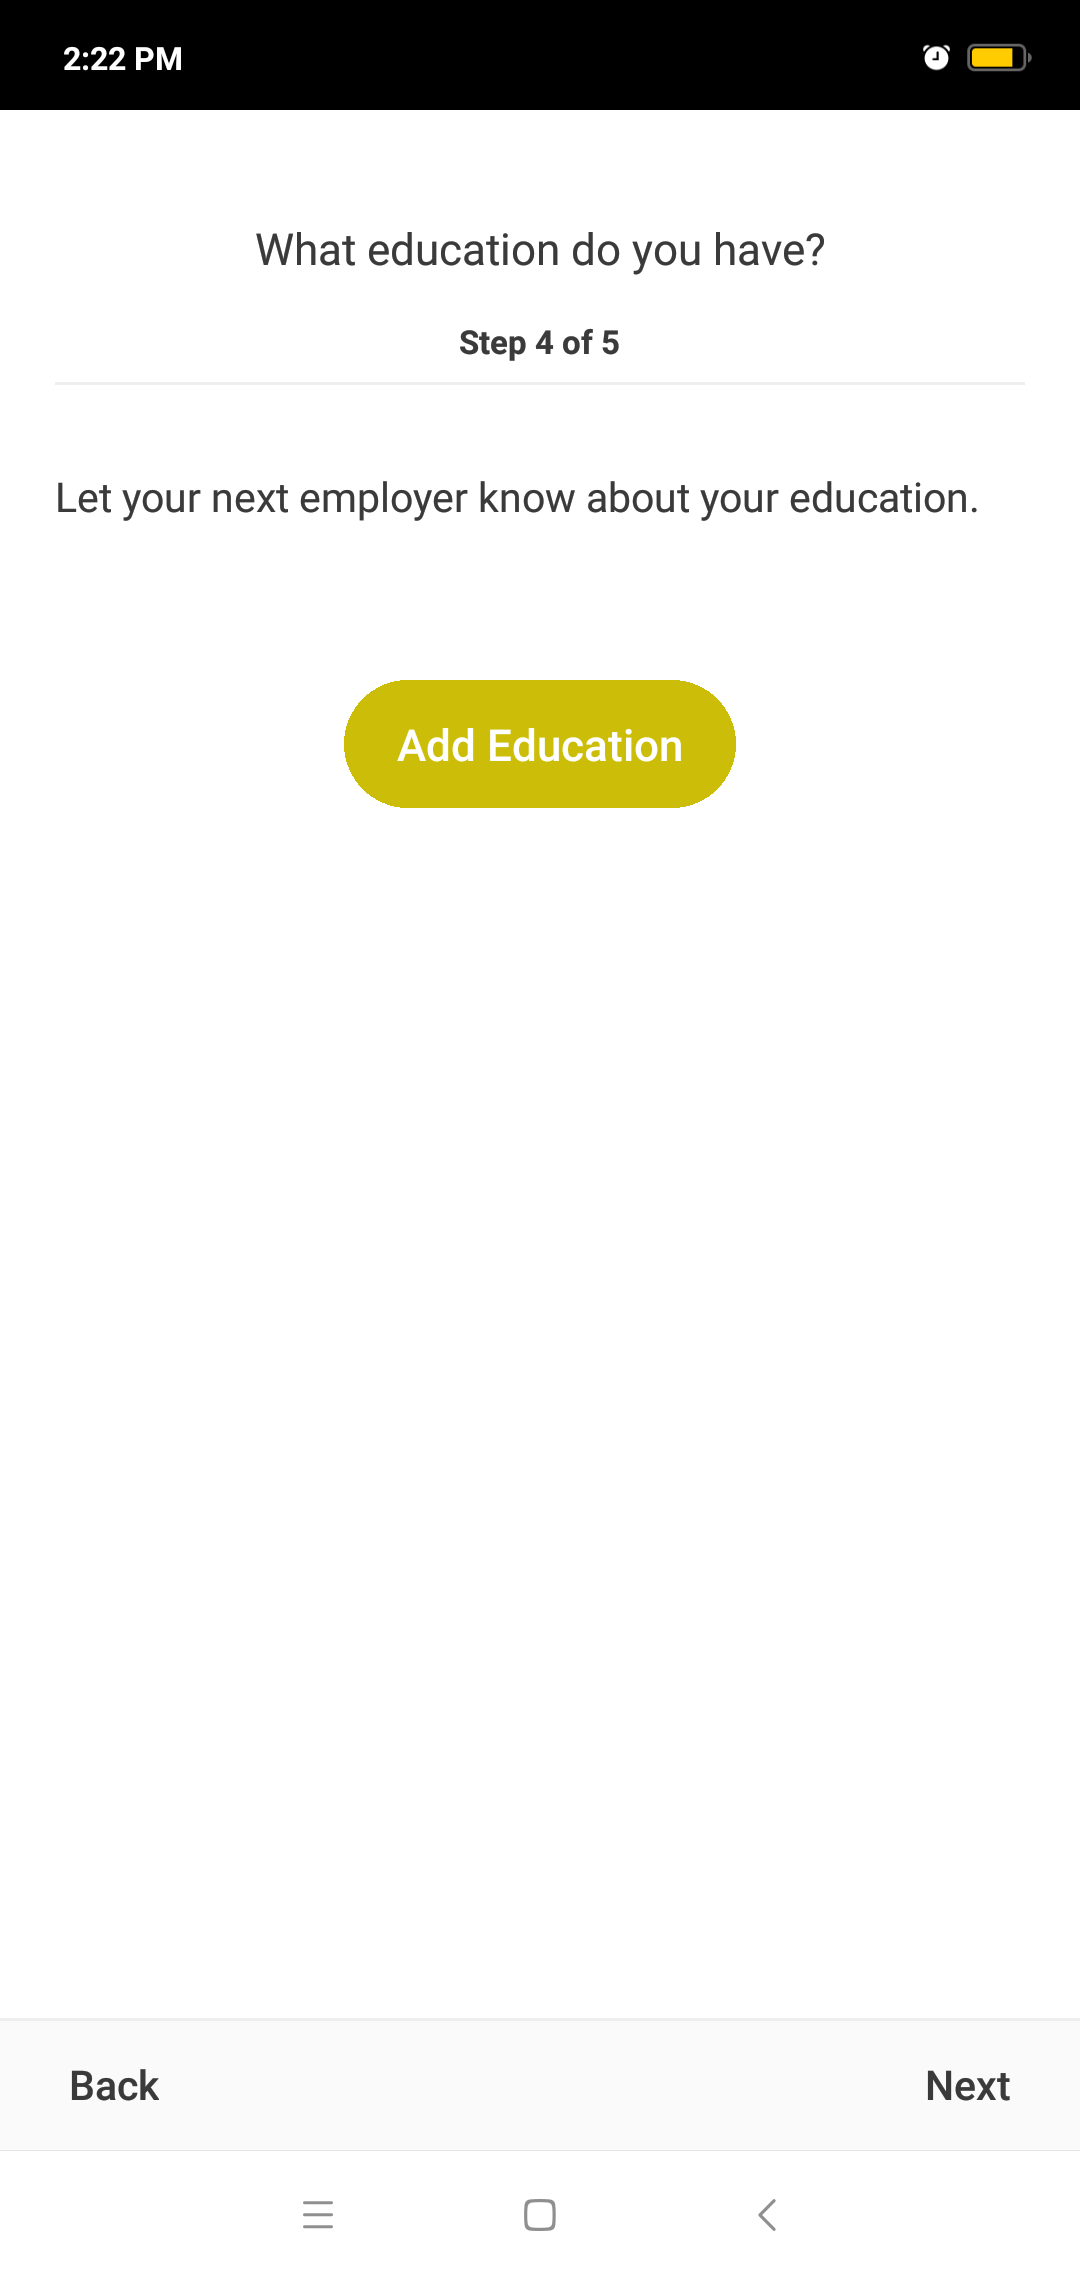 2:22 PM
What education do you have?
Step 4 of 5
Let your next employer know about your education.
Add Education
Back
Next